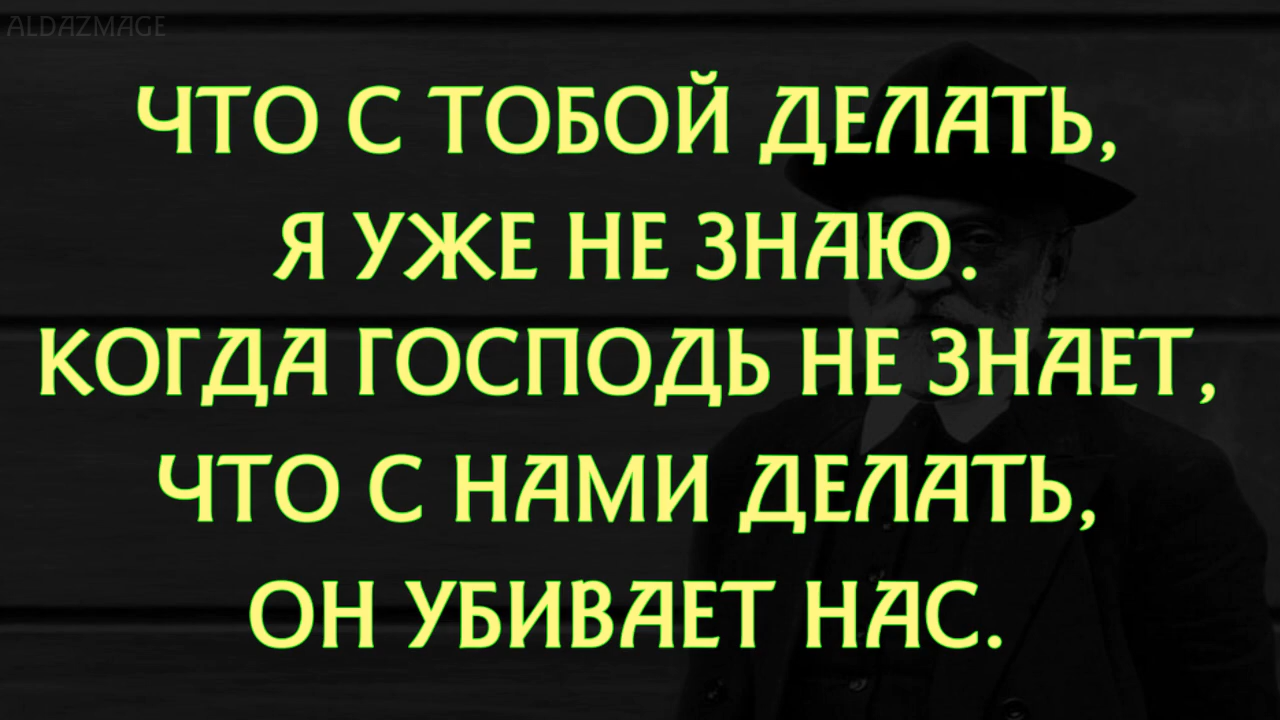 ALDAZMAGE
ЧТО С ТОБОЙ ДЕЛАТЬ,
Я УЖЕ НЕ ЗНАЮ.
КОГДА ГОСПОДЬ НЕ ЗНАЕТ,
ЧТО С НАМИ ДЕЛАТЬ,
ОН УБИВАЕТ НАС.